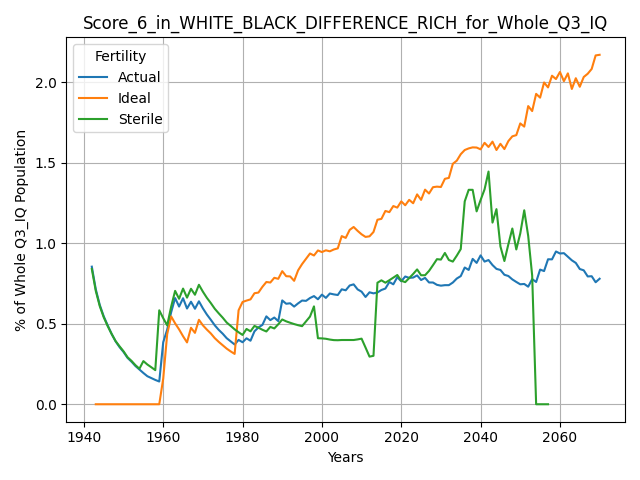 Score_6_in_WHITE_BLACK_DIFFERENCE_RICH_for_Whole_Q3_IQ
Fertility
Actual
Ideal
Sterile
% of Whole Q3_IQ Population
2.0
1.5
1.0
0.5
0.0
1940 1960 1980 2000 2020 2040 2060
Years